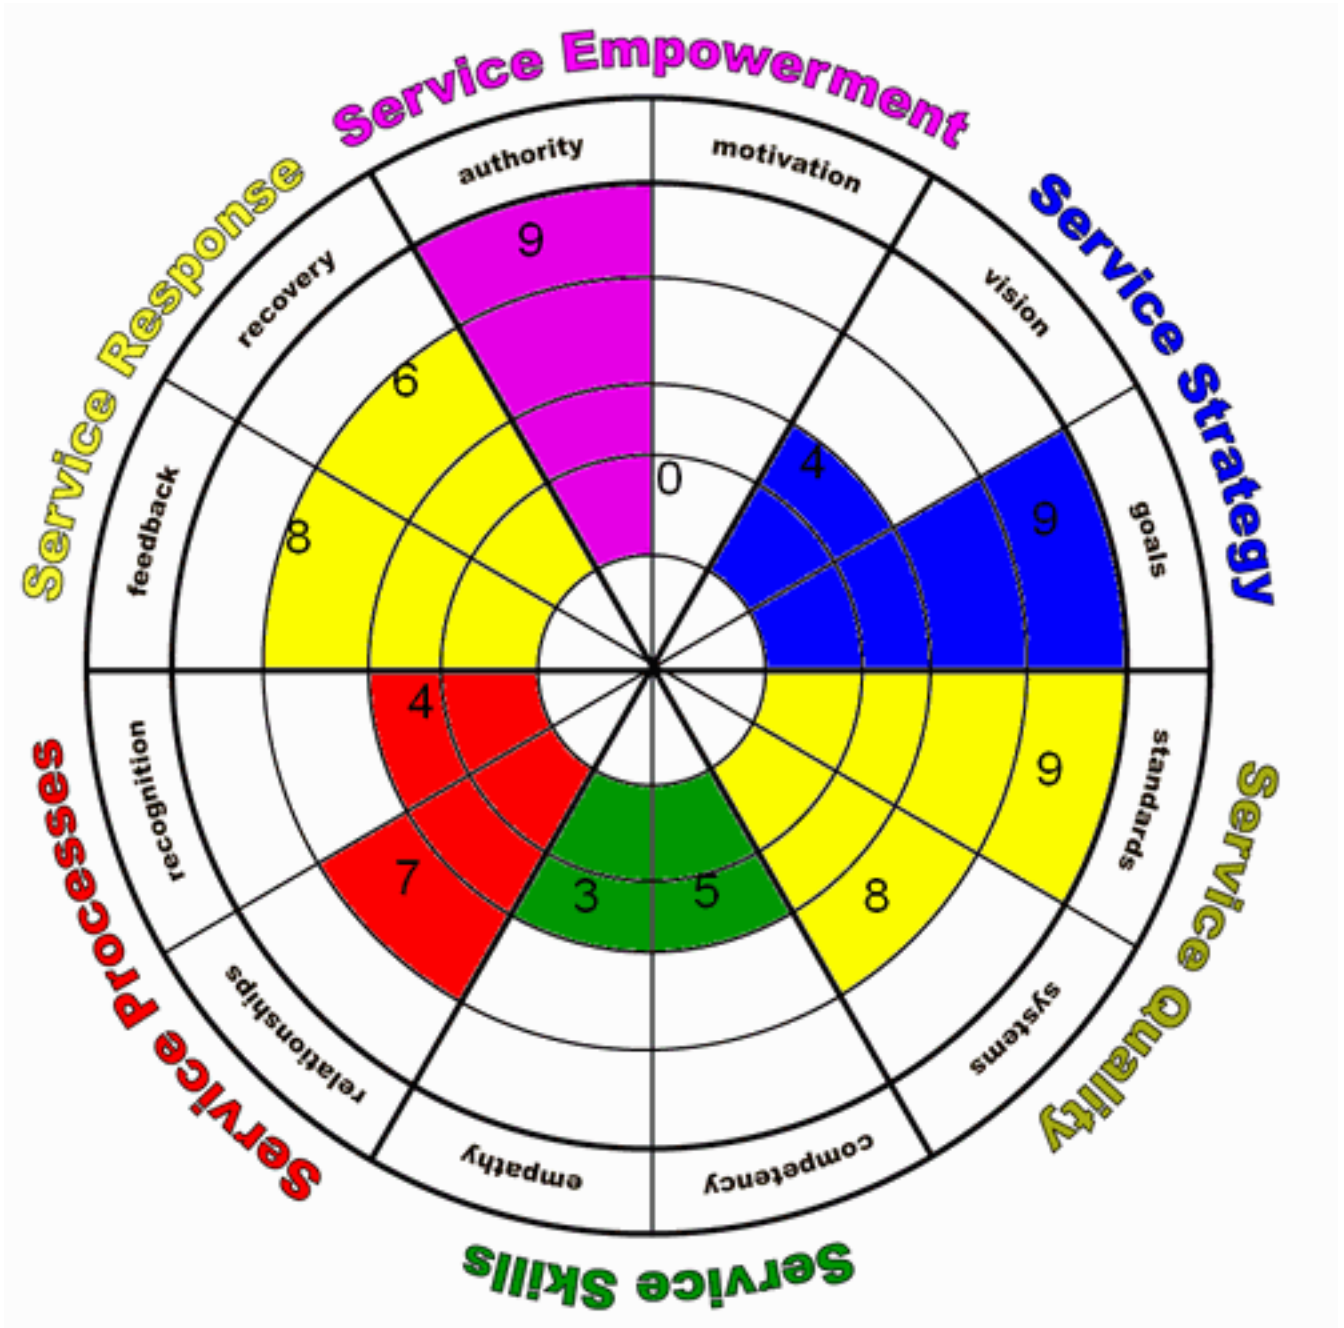 Service Empowerment
authority
motivation
9
0
Service Strategy
vision
goals
4
9
Service Quality
standards
systems
9
8
Service Skills
competency
empathy
5
3
Service Processes
relationships
recognition
7
4
Service Response
feedback
recovery
8
6